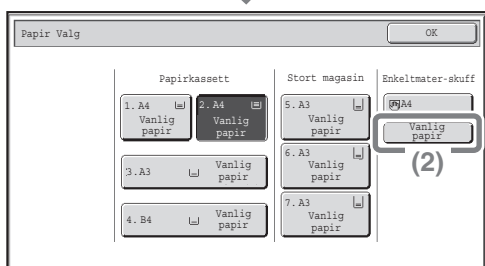 Papir Valg
OK
Papirkassett
Stort magasin
Enkeltmater-skuff
1. A4
Vanlig
papir
2. A4
Vanlig
papir
3. A3
Vanlig
papir
4. B4
Vanlig
papir
5. A3
Vanlig
papir
6. A3
Vanlig
papir
7. A3
Vanlig
papir
A4
Vanlig
papir
(2)